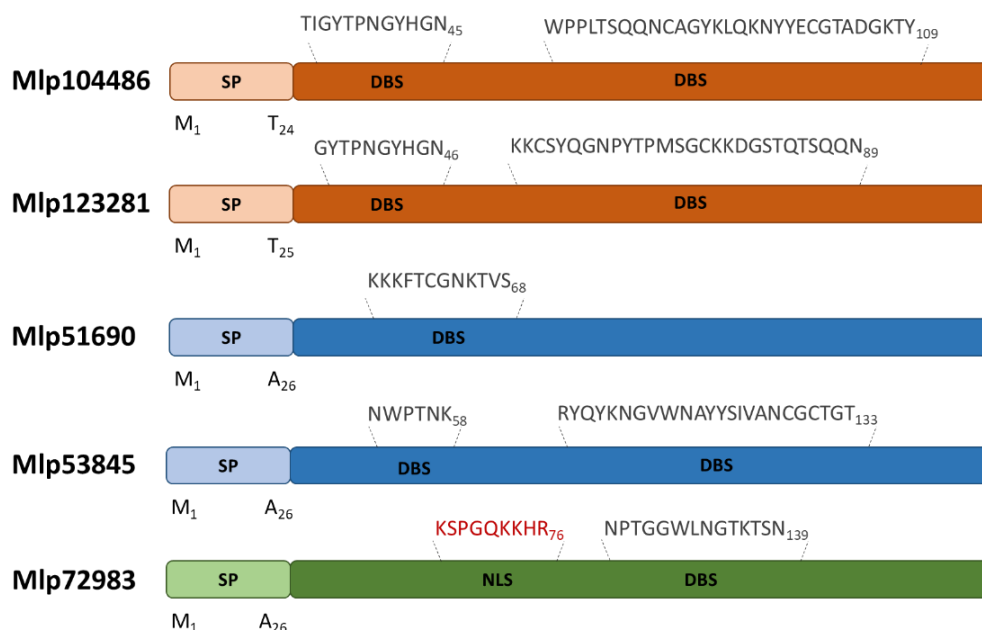 TIGYTPNGYHGN45 WPPLTSQQNCAGYKLQKNYYECGTADGKTY109
Mlp104486 SP DBS DBS
M1 T24
GYTPNGYHGN46 KKCSYQGNPYTPMSGCKKDGSTQTSQQN89
Mlp123281 SP DBS DBS
M1 T25
KKKFTCGNKTVS68
Mlp51690 SP DBS
M1 A26
NWPTNK58 RYQYKNGVWNAYYSIVANCGCTGT133
Mlp53845 SP DBS DBS
M1 A26
KSPGQKKHR76 NPTGGWLNGTKTSN139
Mlp72983 SP NLS DBS
M1 A26